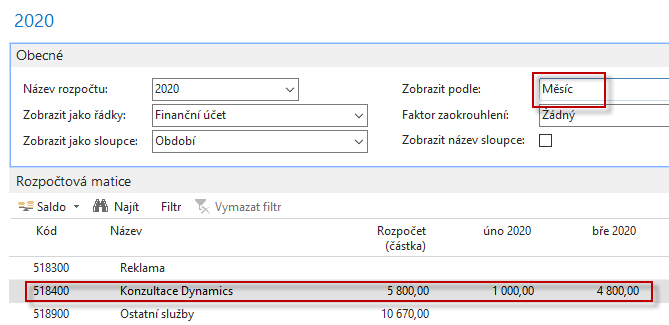 2020
Obecné
Název rozpočtu: 2020 Zobrazit podle: Měsíc
Zobrazit jako řádky: Finanční účet Faktor zaokrouhlení: Žádný
Zobrazit jako sloupce: Období Zobrazit název sloupce:
Rozpočtová matice
Saldo Najít Filtr Vymazat filtr
Kód Název Rozpočet (částka) úno 2020 bře 2020
518300 Reklama
518400 Konzultace Dynamics 5 800,00 1 000,00 4 800,00
518900 Ostatní služby 10 670,00